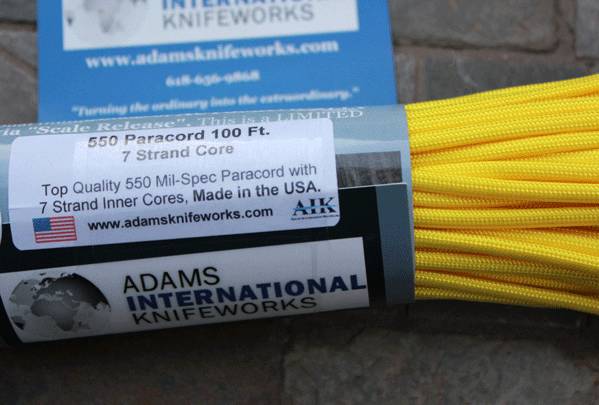 INTERNATIONAL
KNIFEWORKS
www.adamsknifeworks.com
618-656-9868
"Turning the ordinary into the extraordinary."
"Scale Release". This is a LIMITED
550 Paracord 100 Ft.
7 Strand Core
Top Quality 550 Mil-Spec Paracord with
7 Strand Inner Cores, Made in the USA.
www.adamsknifeworks.com
AIK
ADAMS
INTERNATIONAL
KNIFEWORKS